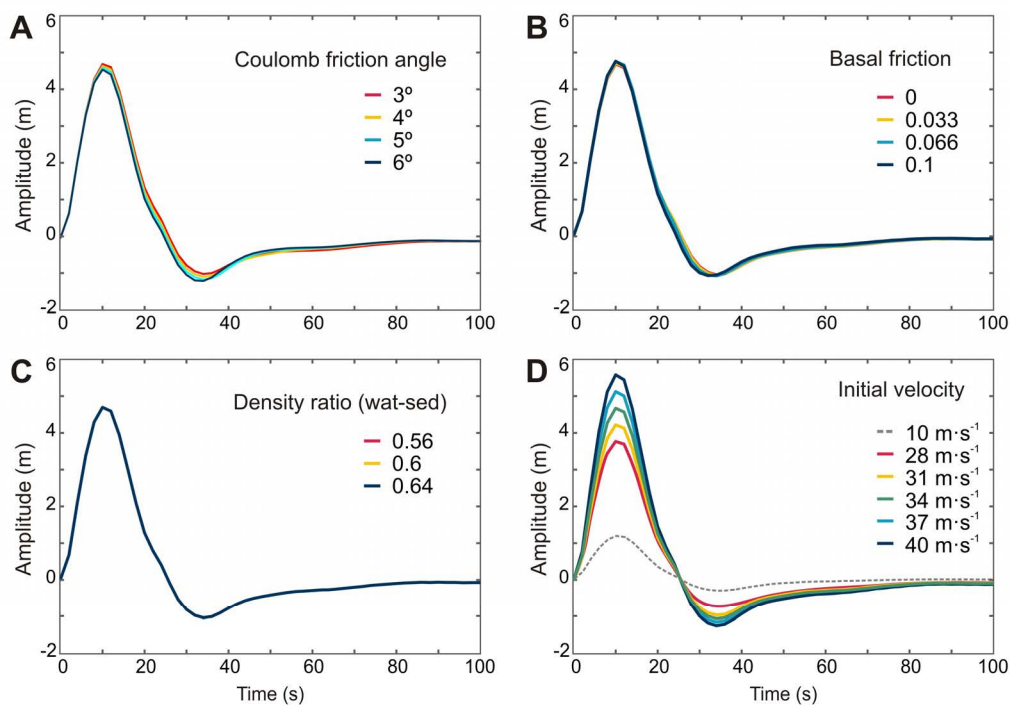 A
6
4
2
0
-2
Amplitude (m)
Coulomb friction angle
3º
4º
5º
6º
0
20
40
60
80
100
B
6
4
2
0
-2
Amplitude (m)
Basal friction
0
0.033
0.066
0.1
0
20
40
60
80
100
C
6
4
2
0
-2
Amplitude (m)
Density ratio (wat-sed)
0.56
0.6
0.64
0
20
40
60
80
100
Time (s)
D
6
4
2
0
-2
Amplitude (m)
Initial velocity
10 m·s⁻¹
28 m·s⁻¹
31 m·s⁻¹
34 m·s⁻¹
37 m·s⁻¹
40 m·s⁻¹
0
20
40
60
80
100
Time (s)